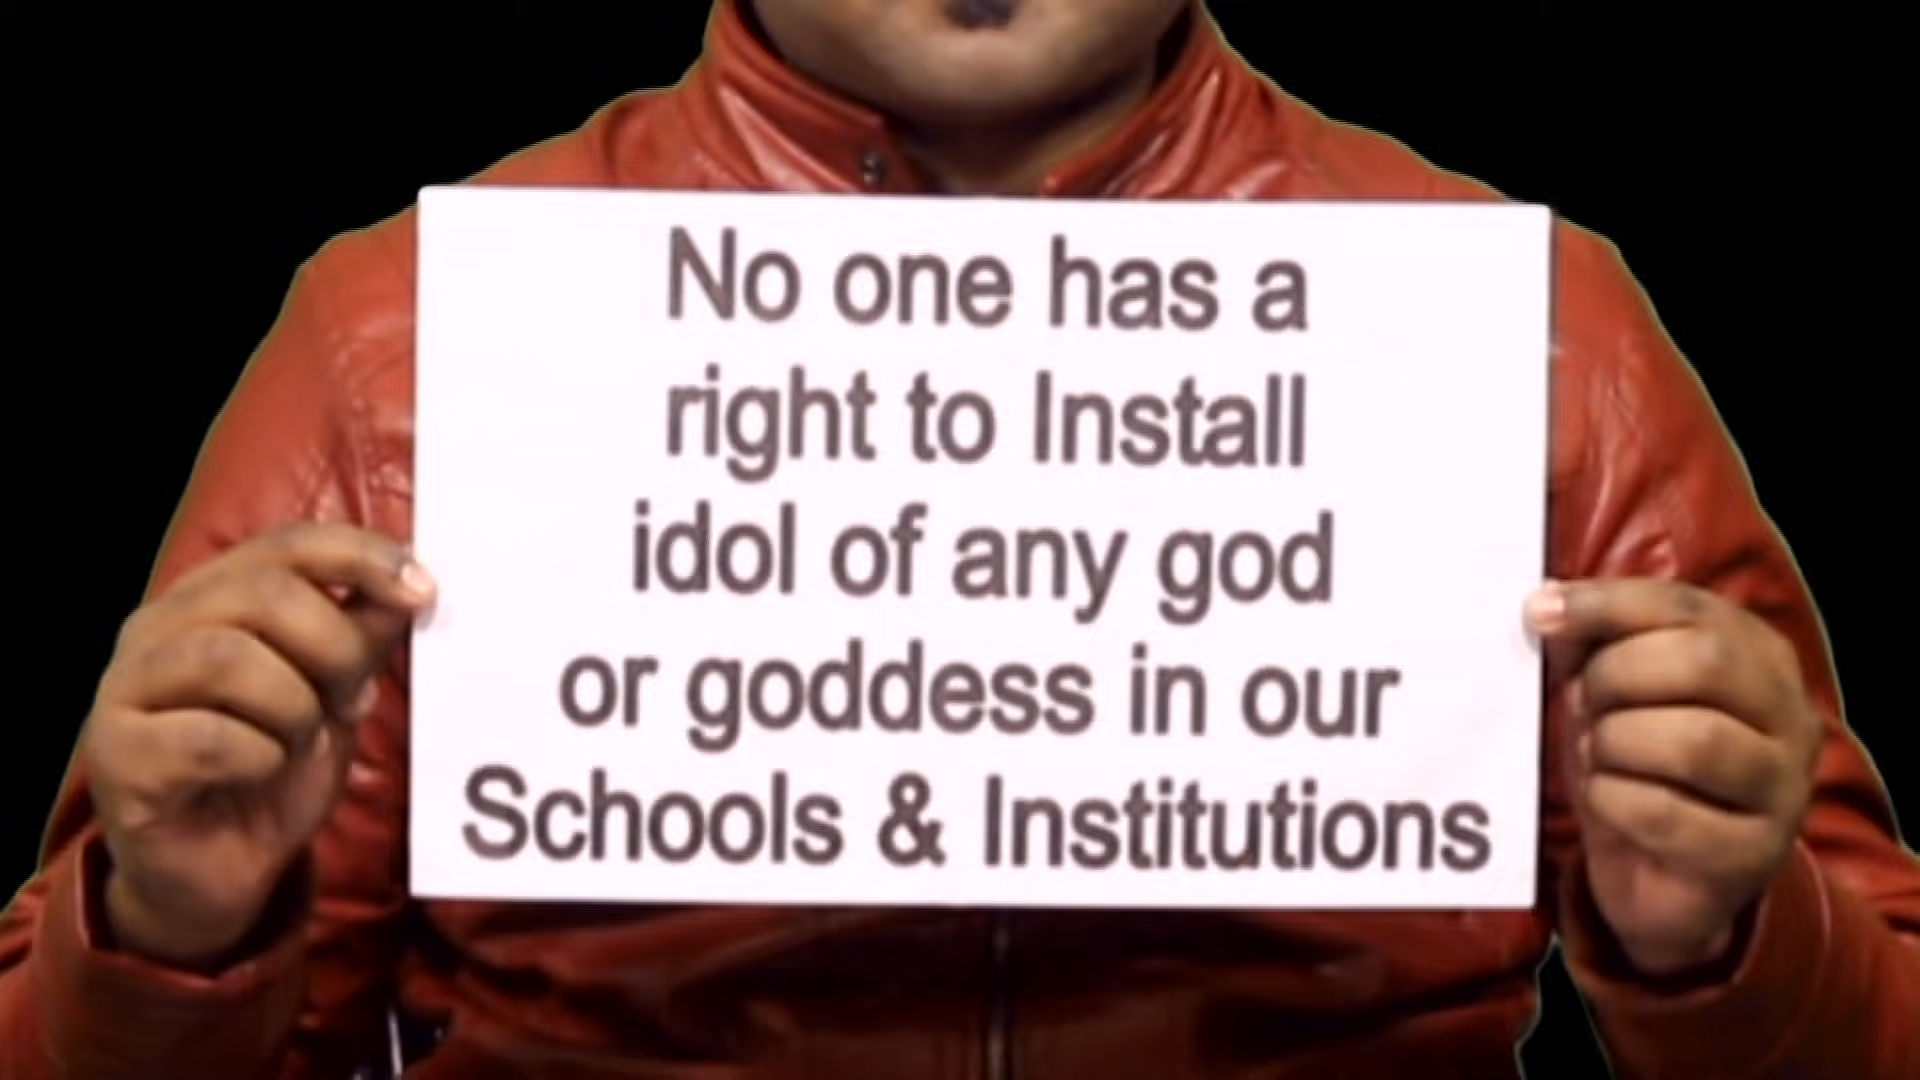 No one has a
right to Install
idol of any god
or goddess in our
Schools & Institutions